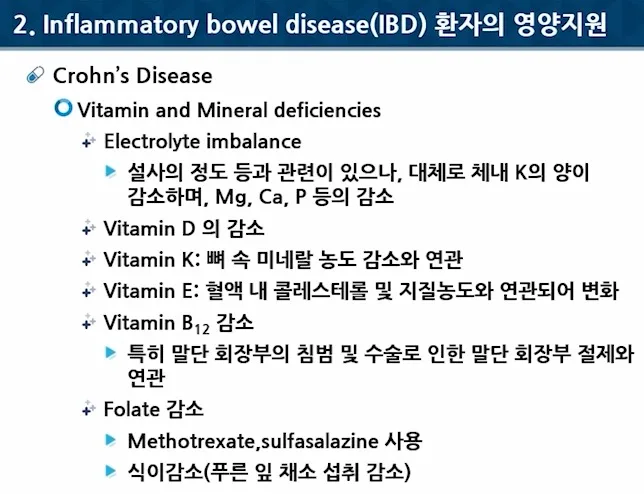 2. Inflammatory bowel disease(IBD) 환자의 영양지원
Crohn's Disease
Vitamin and Mineral deficiencies
Electrolyte imbalance
설사의 정도 등과 관련이 있으나, 대체로 체내 K의 양이
감소하며, Mg, Ca, P 등의 감소
Vitamin D 의 감소
Vitamin K: 뼈 속 미네랄 농도 감소와 연관
Vitamin E: 혈액 내 콜레스테롤 및 지질농도와 연관되어 변화
Vitamin B12 감소
특히 말단 회장부의 침범 및 수술로 인한 말단 회장부 절제와
연관
Folate 감소
Methotrexate,sulfasalazine 사용
식이감소(푸른 잎 채소 섭취 감소)